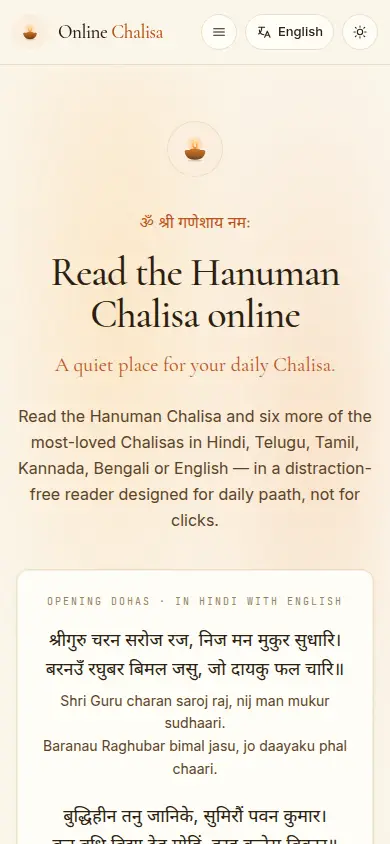 Online Chalisa
English
ॐ श्री गणेशाय नमः
Read the Hanuman
Chalisa online
A quiet place for your daily Chalisa.
Read the Hanuman Chalisa and six more of the
most-loved Chalisas in Hindi, Telugu, Tamil,
Kannada, Bengali or English — in a distraction-
free reader designed for daily paath, not for
clicks.
OPENING DOHAS · IN HINDI WITH ENGLISH
श्रीगुरु चरन सरोज रज, निज मन मुकुर सुधारि।
बरनउँ रघुबर बिमल जसु, जो दायकु फल चारि॥
Shri Guru charan saroj raj, nij man mukur
sudhaari.
Baranau Raghubar bimal jasu, jo daayaku phal
chaari.
बुद्धिहीन तनु जानिके, सुमिरौं पवन कुमार।